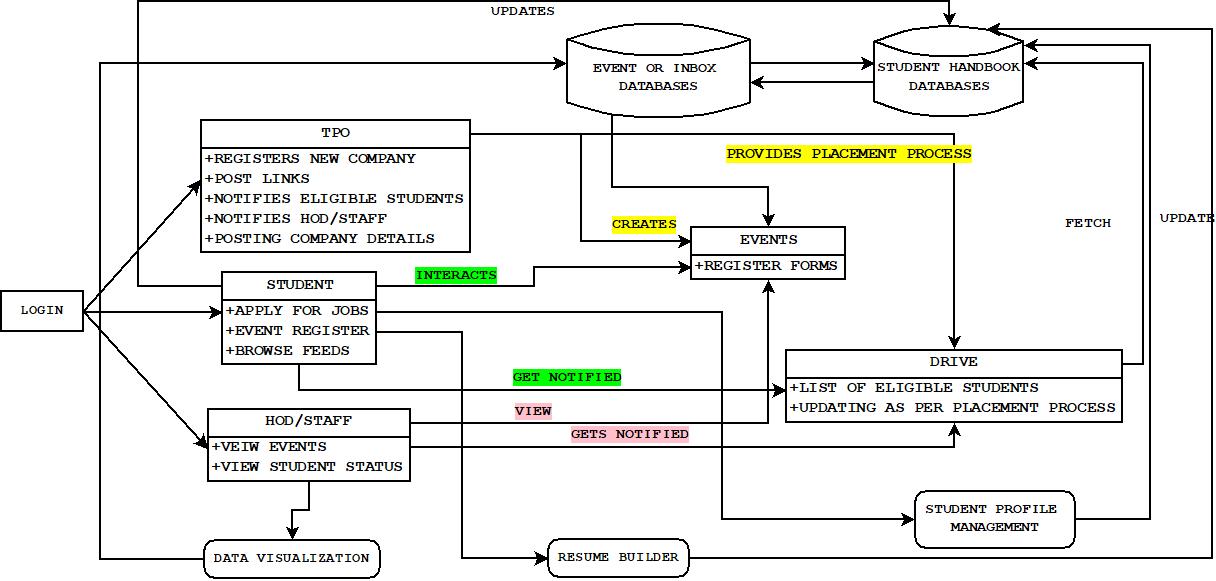 UPDATES
EVENT OR INBOX
DATABASES
STUDENT HANDBOOK
DATABASES
TPO
+REGISTERS NEW COMPANY
+POST LINKS
+NOTIFIES ELIGIBLE STUDENTS
+NOTIFIES HOD/STAFF
+POSTING COMPANY DETAILS
PROVIDES PLACEMENT PROCESS
CREATES
FETCH
UPDATE
EVENTS
+REGISTER FORMS
INTERACTS
STUDENT
+APPLY FOR JOBS
+EVENT REGISTER
+BROWSE FEEDS
LOGIN
GET NOTIFIED
DRIVE
+LIST OF ELIGIBLE STUDENTS
+UPDATING AS PER PLACEMENT PROCESS
VIEW
GETS NOTIFIED
HOD/STAFF
+VEIW EVENTS
+VIEW STUDENT STATUS
STUDENT PROFILE
MANAGEMENT
DATA VISUALIZATION
RESUME BUILDER